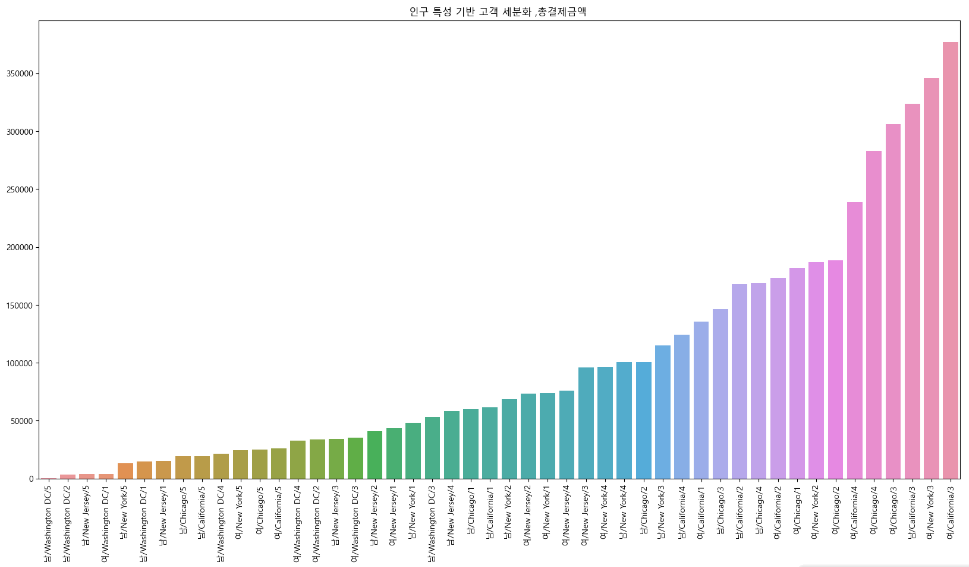 인구 특성 기반 고객 세분화 ,총결제금액
350000
300000
250000
200000
150000
100000
50000
0
남/Washington DC/5
남/Washington DC/2
남/New Jersey/5
여/Washington DC/1
남/New York/5
남/Washington DC/1
남/New Jersey/1
남/Chicago/5
남/California/5
남/Washington DC/4
여/New York/5
여/Chicago/5
여/California/5
여/Washington DC/4
여/Washington DC/2
남/New Jersey/3
여/Washington DC/3
남/New Jersey/2
여/New Jersey/1
남/New York/1
남/Washington DC/3
남/New Jersey/4
남/Chicago/1
남/California/1
남/New York/2
여/New Jersey/2
여/New York/1
여/New Jersey/4
여/New Jersey/3
여/New York/4
남/New York/4
남/Chicago/2
남/New York/3
남/California/4
여/California/1
남/Chicago/3
남/California/2
남/Chicago/4
여/California/2
여/Chicago/1
여/New York/2
여/Chicago/2
여/California/4
여/Chicago/4
여/Chicago/3
남/California/3
여/New York/3
여/California/3